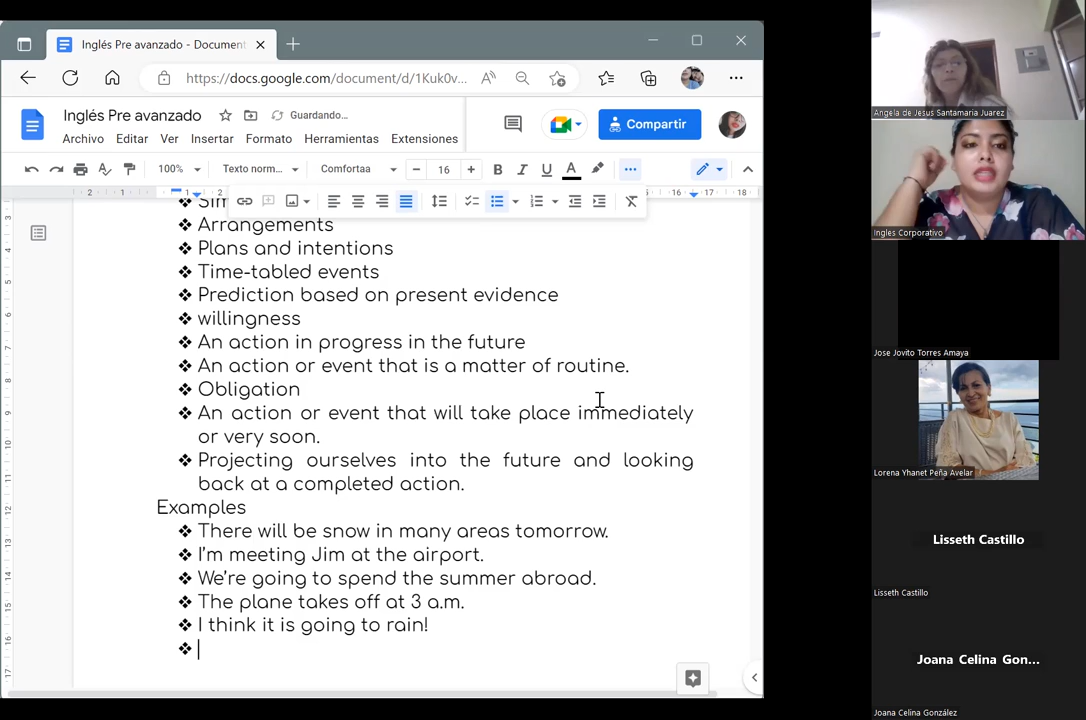 Inglés Pre avanzado - Document
https://docs.google.com/document/d/1Kuk0v...
Inglés Pre avanzado
Guardando...
Compartir
Archivo Editar Ver Insertar Formato Herramientas Extensiones
100% Texto norm... Comfortaa 16
2 1 1 2 16 17 18
Arrangements
Plans and intentions
Time-tabled events
Prediction based on present evidence
willingness
An action in progress in the future
An action or event that is a matter of routine.
Obligation
An action or event that will take place immediately
or very soon.
Projecting ourselves into the future and looking
back at a completed action.
Examples
There will be snow in many areas tomorrow.
I'm meeting Jim at the airport.
We're going to spend the summer abroad.
The plane takes off at 3 a.m.
I think it is going to rain!
Angela de Jesus Santamaria Juarez
Ingles Corporativo
Jose Jovito Torres Amaya
Lorena Yhanet Peña Avelar
Lisseth Castillo
Lisseth Castillo
Joana Celina Gon...
Joana Celina González